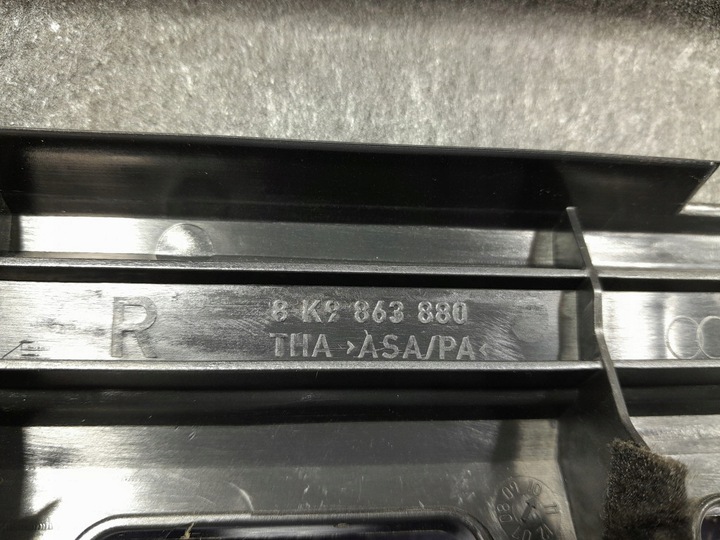 R
8 K9 863 880
THA >ASA/PA<